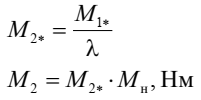 M₂* = M₁* / λ
M₂ = M₂* · Mн, Нм